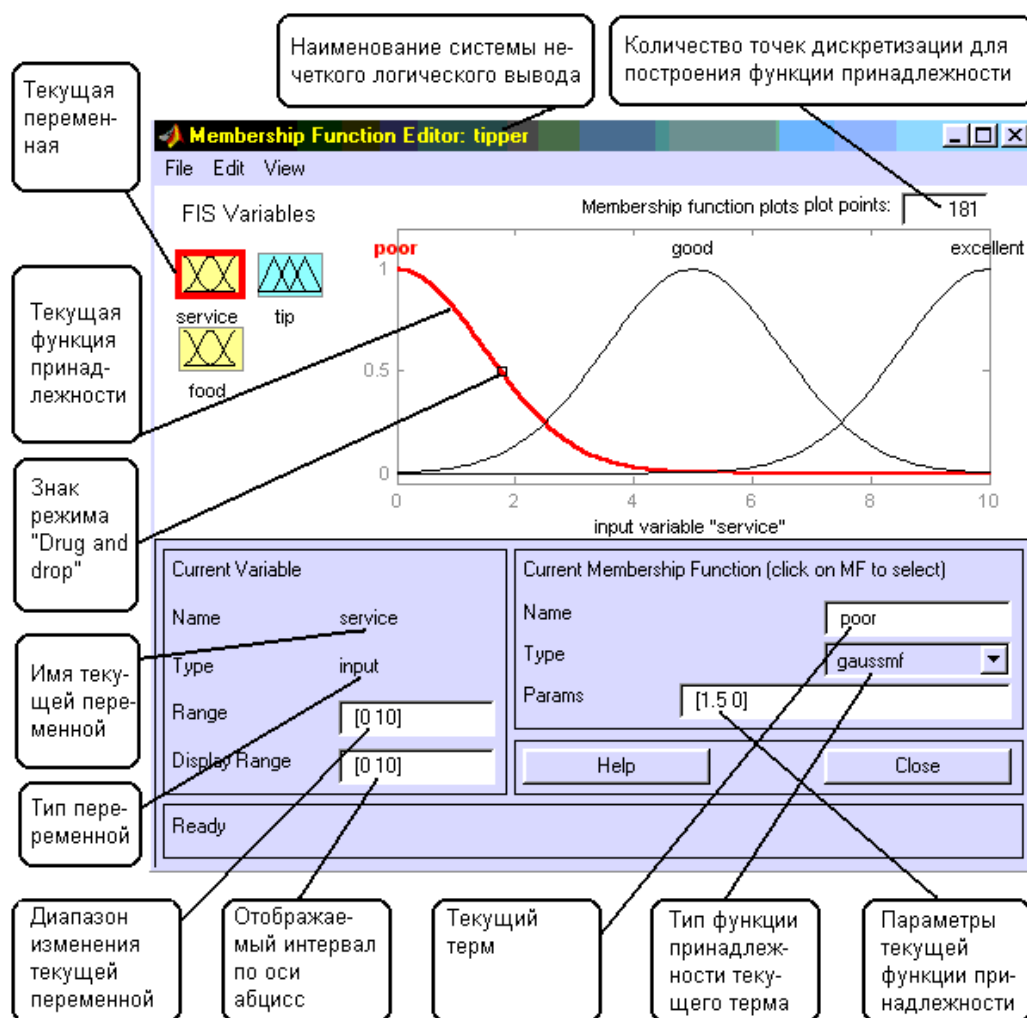 Наименование системы не-
четкого логического вывода
Количество точек дискретизации для
построения функции принадлежности
Текущая
перемен-
ная
Membership Function Editor: tipper
File Edit View
FIS Variables
Membership function plots plot points: 181
poor good excellent
service tip
food
1
0.5
0
0 2 4 6 8 10
input variable "service"
Текущая
функция
принад-
лежности
Знак
режима
"Drug and
drop"
Имя теку-
щей пере-
менной
Тип пере-
ременной
Current Variable
Name service
Type input
Range [0 10]
Display Range [0 10]
Current Membership Function (click on MF to select)
Name poor
Type gaussmf
Params [1.5 0]
Help Close
Ready
Диапазон
изменения
текущей
переменной
Отображае-
мый интервал
по оси
абцисс
Текущий
терм
Тип функции
принадлеж-
ности теку-
щего терма
Параметры
текущей
функции при-
надлежности